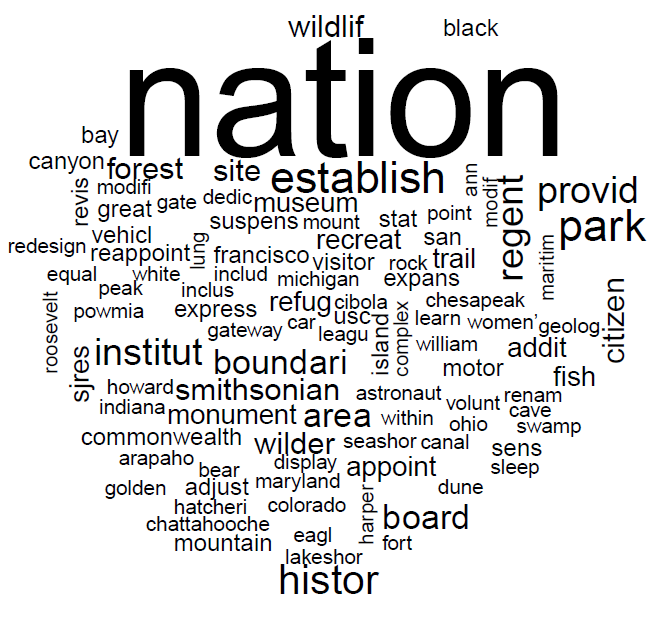 wildlif black
nation
bay
canyon forest site establish ann regent provid
revis modifi great gate dedic museum modif park
vehicl suspens mount stat point
redesign reappoint lung francisco recreat san trail maritim
equal white includ visitor rock expans
peak inclus michigan
roosevelt powmia express refug cibola chesapeak citizen
gateway car usc island complex learn women’ geolog
leagu william addit
sjres institut boundari motor fish
howard smithsonian astronaut renam
indiana monument area within volunt cave
commonwealth wilder seashor canal ohio swamp
arapaho bear display appoint sens
golden adjust maryland sleep
hatcheri colorado harper dune
chattahooche eagl board
mountain lakeshor fort
histor